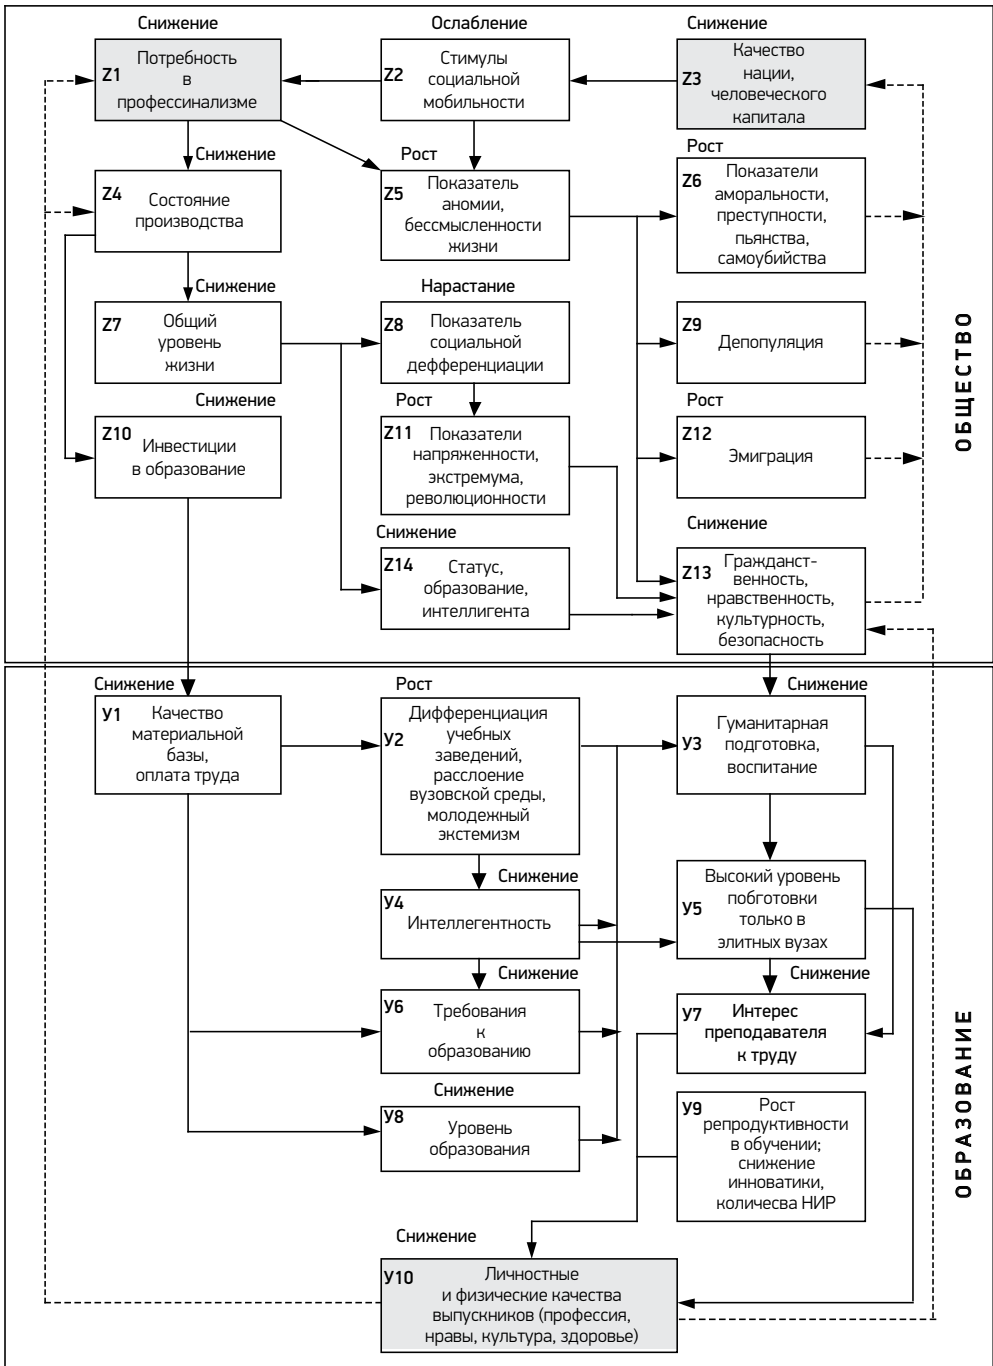 Снижение
Z1
Потребность
в
профессинализме
Ослабление
Z2
Стимулы
социальной
мобильности
Снижение
Z3
Качество
нации,
человеческого
капитала
Снижение
Z4
Состояние
производства
Рост
Z5
Показатель
аномии,
бессмысленности
жизни
Рост
Z6
Показатели
аморальности,
преступности,
пьянства,
самоубийства
Снижение
Z7
Общий
уровень
жизни
Нарастание
Z8
Показатель
социальной
дефференциации
Z9
Депопуляция
Снижение
Z10
Инвестиции
в образование
Рост
Z11
Показатели
напряженности,
экстремума,
революционности
Рост
Z12
Эмиграция
Снижение
Z14
Статус,
образование,
интеллигента
Снижение
Z13
Гражданст-
венность,
нравственность,
культурность,
безопасность
ОБЩЕСТВО
Снижение
У1
Качество
материальной
базы,
оплата труда
Рост
У2
Дифференциация
учебных
заведений,
расслоение
вузовской среды,
молодежный
экстемизм
Снижение
У3
Гуманитарная
подготовка,
воспитание
Снижение
У4
Интеллегентность
У5
Высокий уровень
побготовки
только в
элитных вузах
Снижение
У6
Требования
к
образованию
Снижение
У7
Интерес
преподавателя
к труду
Снижение
У8
Уровень
образования
У9
Рост
репродуктивности
в обучении;
снижение
инноватики,
количесва НИР
Снижение
У10
Личностные
и физические качества
выпускников (профессия,
нравы, культура, здоровье)
ОБРАЗОВАНИЕ